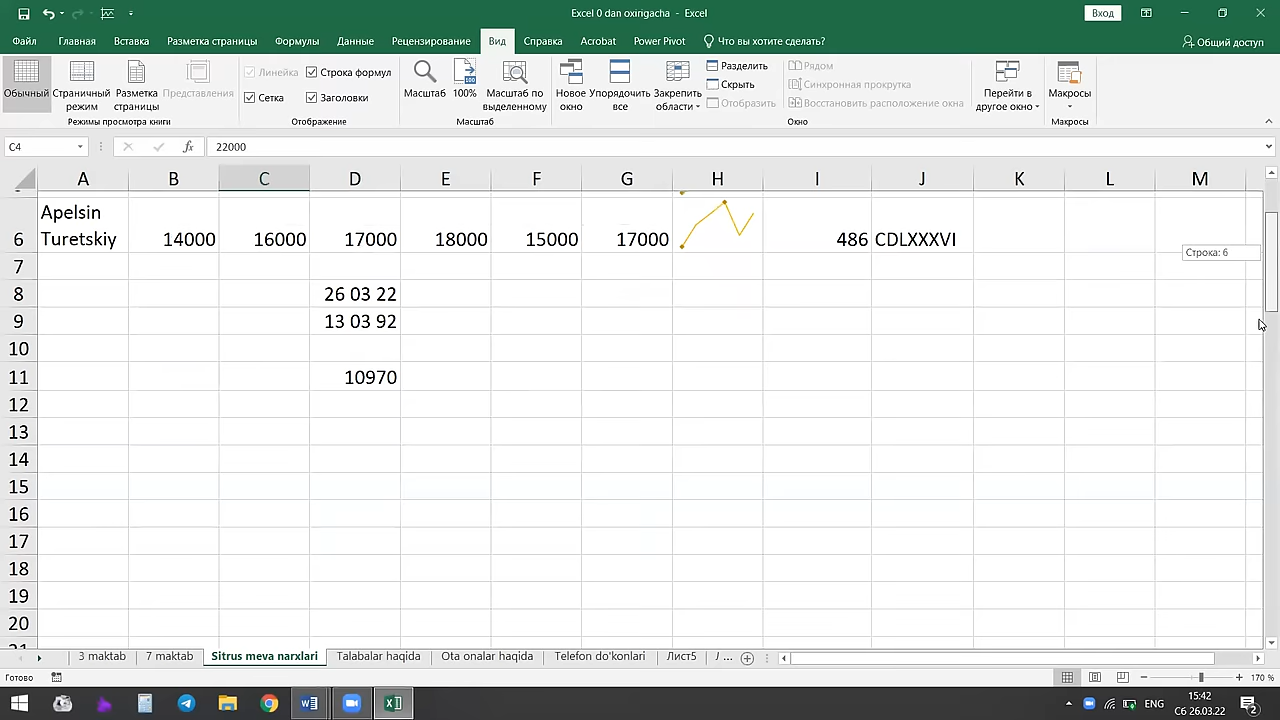 Excel 0 dan oxirigacha - Excel
Вход
Файл Главная Вставка Разметка страницы Формулы Данные Рецензирование Вид Справка Acrobat Power Pivot Что вы хотите сделать? Общий доступ
Обычный Страничный режим Разметка страницы Представления
Режимы просмотра книги
Линейка Строка формул
Сетка Заголовки
Отображение
Масштаб 100% Масштаб по выделенному
Масштаб
Новое окно Упорядочить все Закрепить области
Разделить
Скрыть
Отобразить
Рядом
Синхронная прокрутка
Восстановить расположение окна
Окно
Перейти в другое окно
Макросы
Макросы
C4 fx 22000
A B C D E F G H I J K L M
6 Apelsin Turetskiy 14000 16000 17000 18000 15000 17000 486 CDLXXXVI
Строка: 6
7
8 26 03 22
9 13 03 92
10
11 10970
12
13
14
15
16
17
18
19
20
21
3 maktab 7 maktab Sitrus meva narxlari Talabalar haqida Ota onalar haqida Telefon do'konlari Лист5 ...
Готово 170 %
ENG 15:42
Сб 26.03.22 2